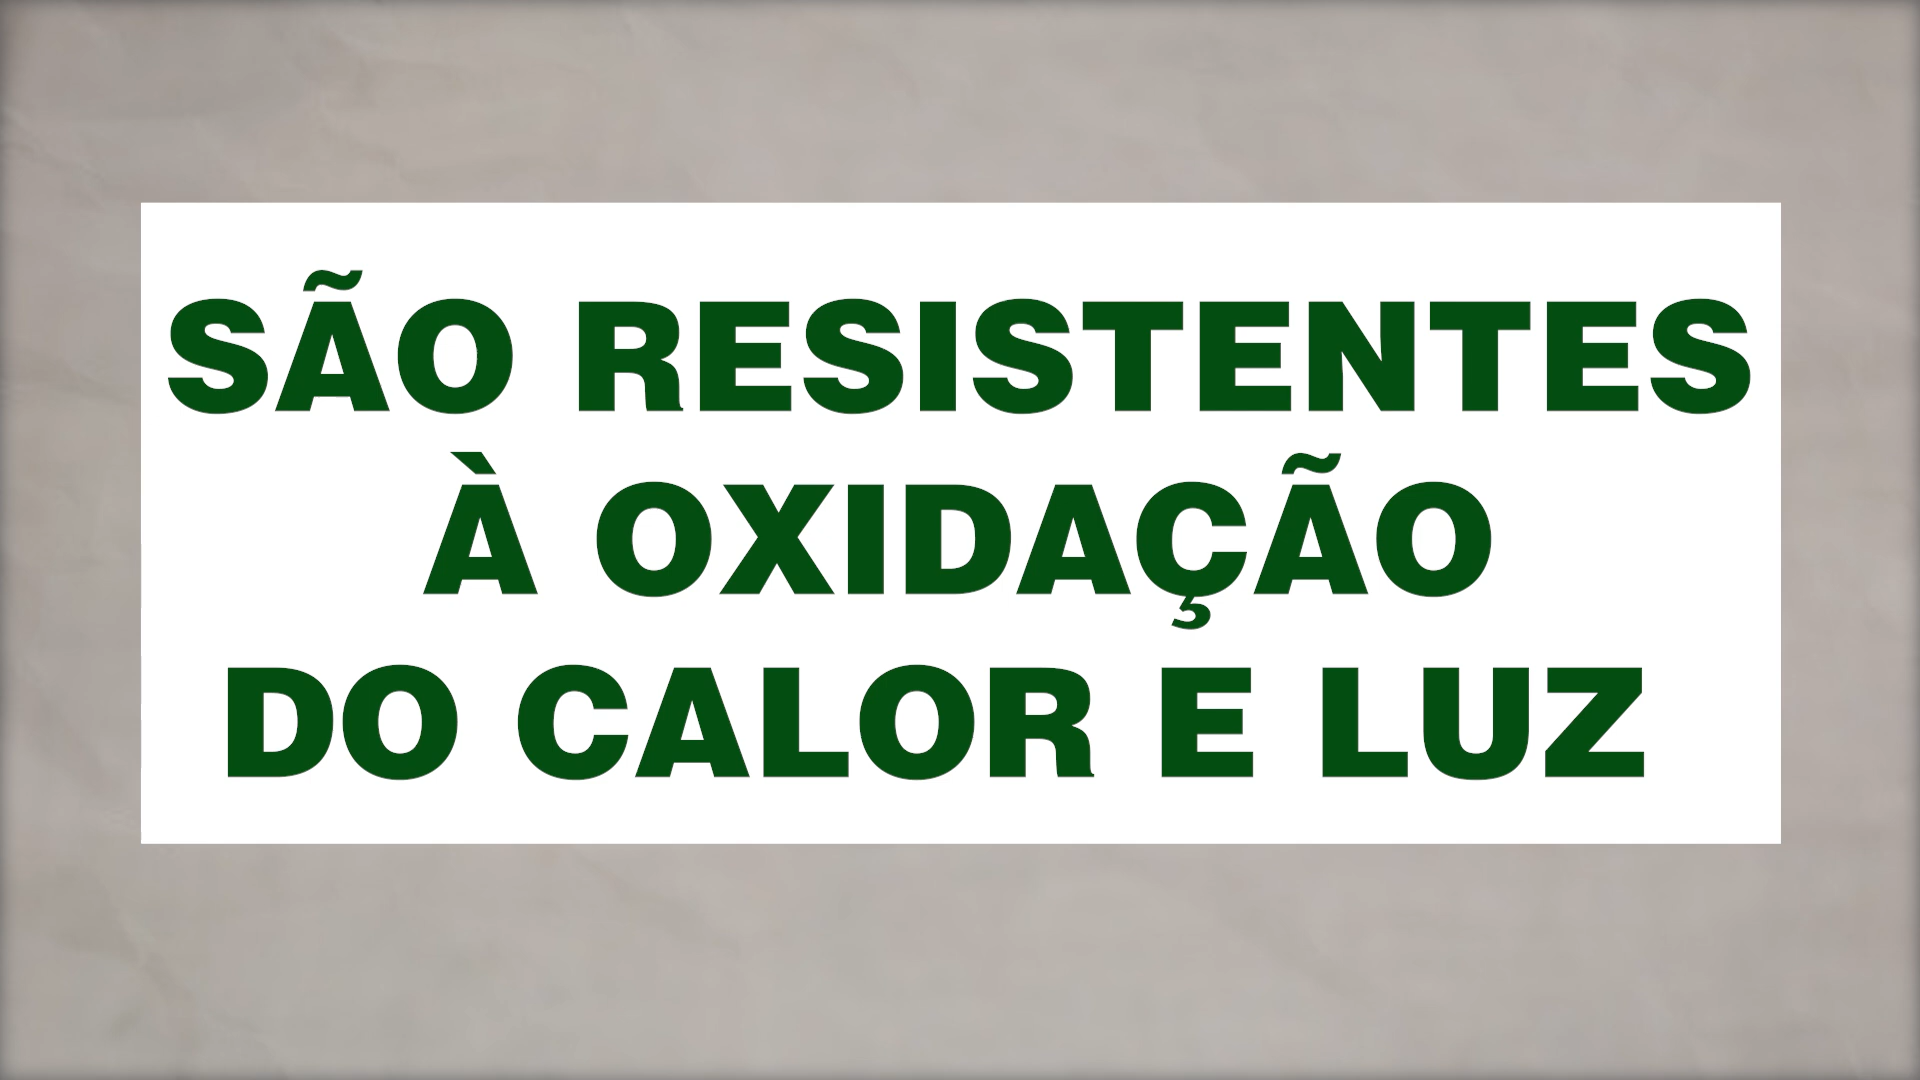 SÃO RESISTENTES
À OXIDAÇÃO
DO CALOR E LUZ